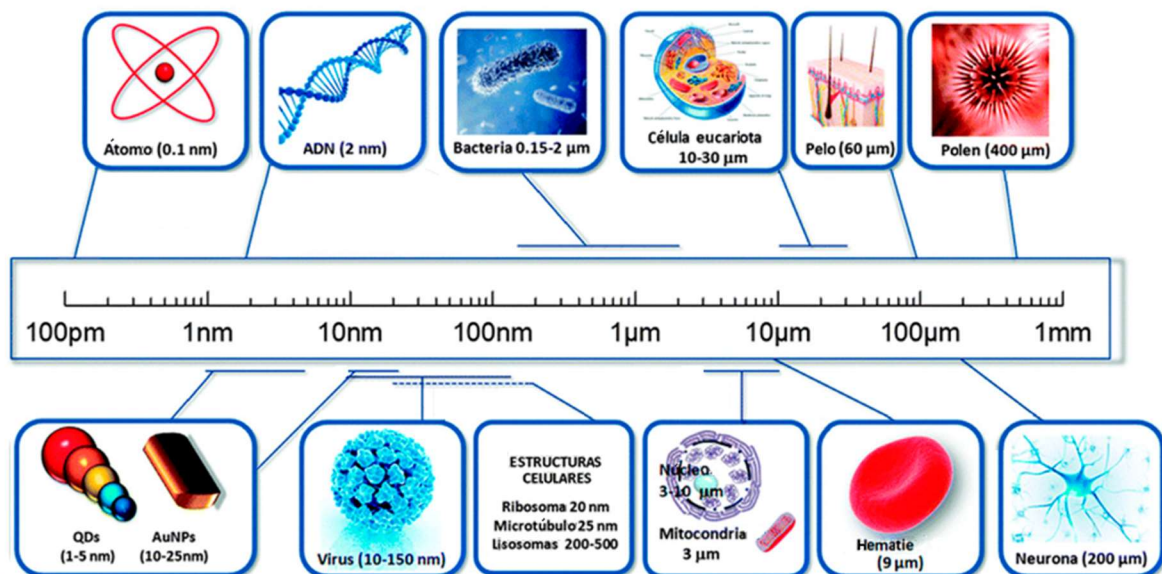 Átomo (0.1 nm)
ADN (2 nm)
Bacteria 0.15-2 µm
Célula eucariota
10-30 µm
Pelo (60 µm)
Polen (400 µm)
100pm
1nm
10nm
100nm
1µm
10µm
100µm
1mm
QDs
(1-5 nm)
AuNPs
(10-25nm)
Virus (10-150 nm)
ESTRUCTURAS
CELULARES
Ribosoma 20 nm
Microtúbulo 25 nm
Lisosomas 200-500
Núcleo
3-10 µm
Mitocondria
3 µm
Hematie
(9 µm)
Neurona (200 µm)